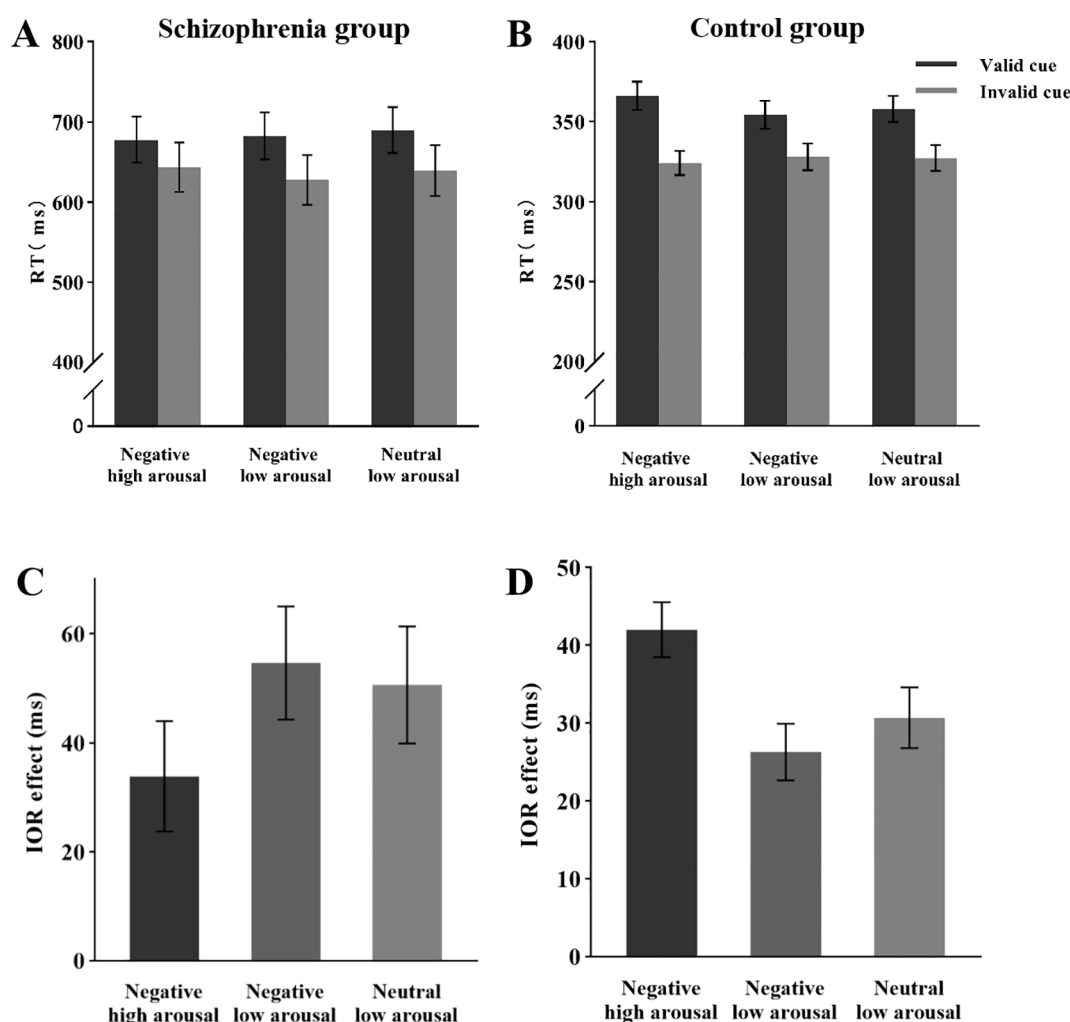 A
Schizophrenia group
800
700
600
500
400
0
RT( ms)
Negative
high arousal
Negative
low arousal
Neutral
low arousal
B
Control group
Valid cue
Invalid cue
400
350
300
250
200
0
RT( ms)
Negative
high arousal
Negative
low arousal
Neutral
low arousal
C
60
40
20
0
IOR effect (ms)
Negative
high arousal
Negative
low arousal
Neutral
low arousal
D
50
40
30
20
10
0
IOR effect (ms)
Negative
high arousal
Negative
low arousal
Neutral
low arousal